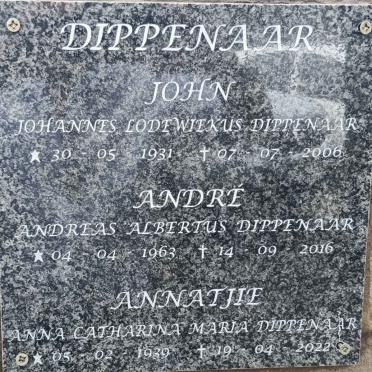 DIPPENAAR
JOHN
JOHANNES LODEWIEKUS DIPPENAAR
★ 30 - 05 - 1931 ✝ 07 - 07 - 2006
ANDRÉ
ANDREAS ALBERTUS DIPPENAAR
★ 04 - 04 - 1963 ✝ 14 - 09 - 2016
ANNATJIE
ANNA CATHARINA MARIA DIPPENAAR
★ 05 - 02 - 1939 ✝ 19 - 04 - 2022